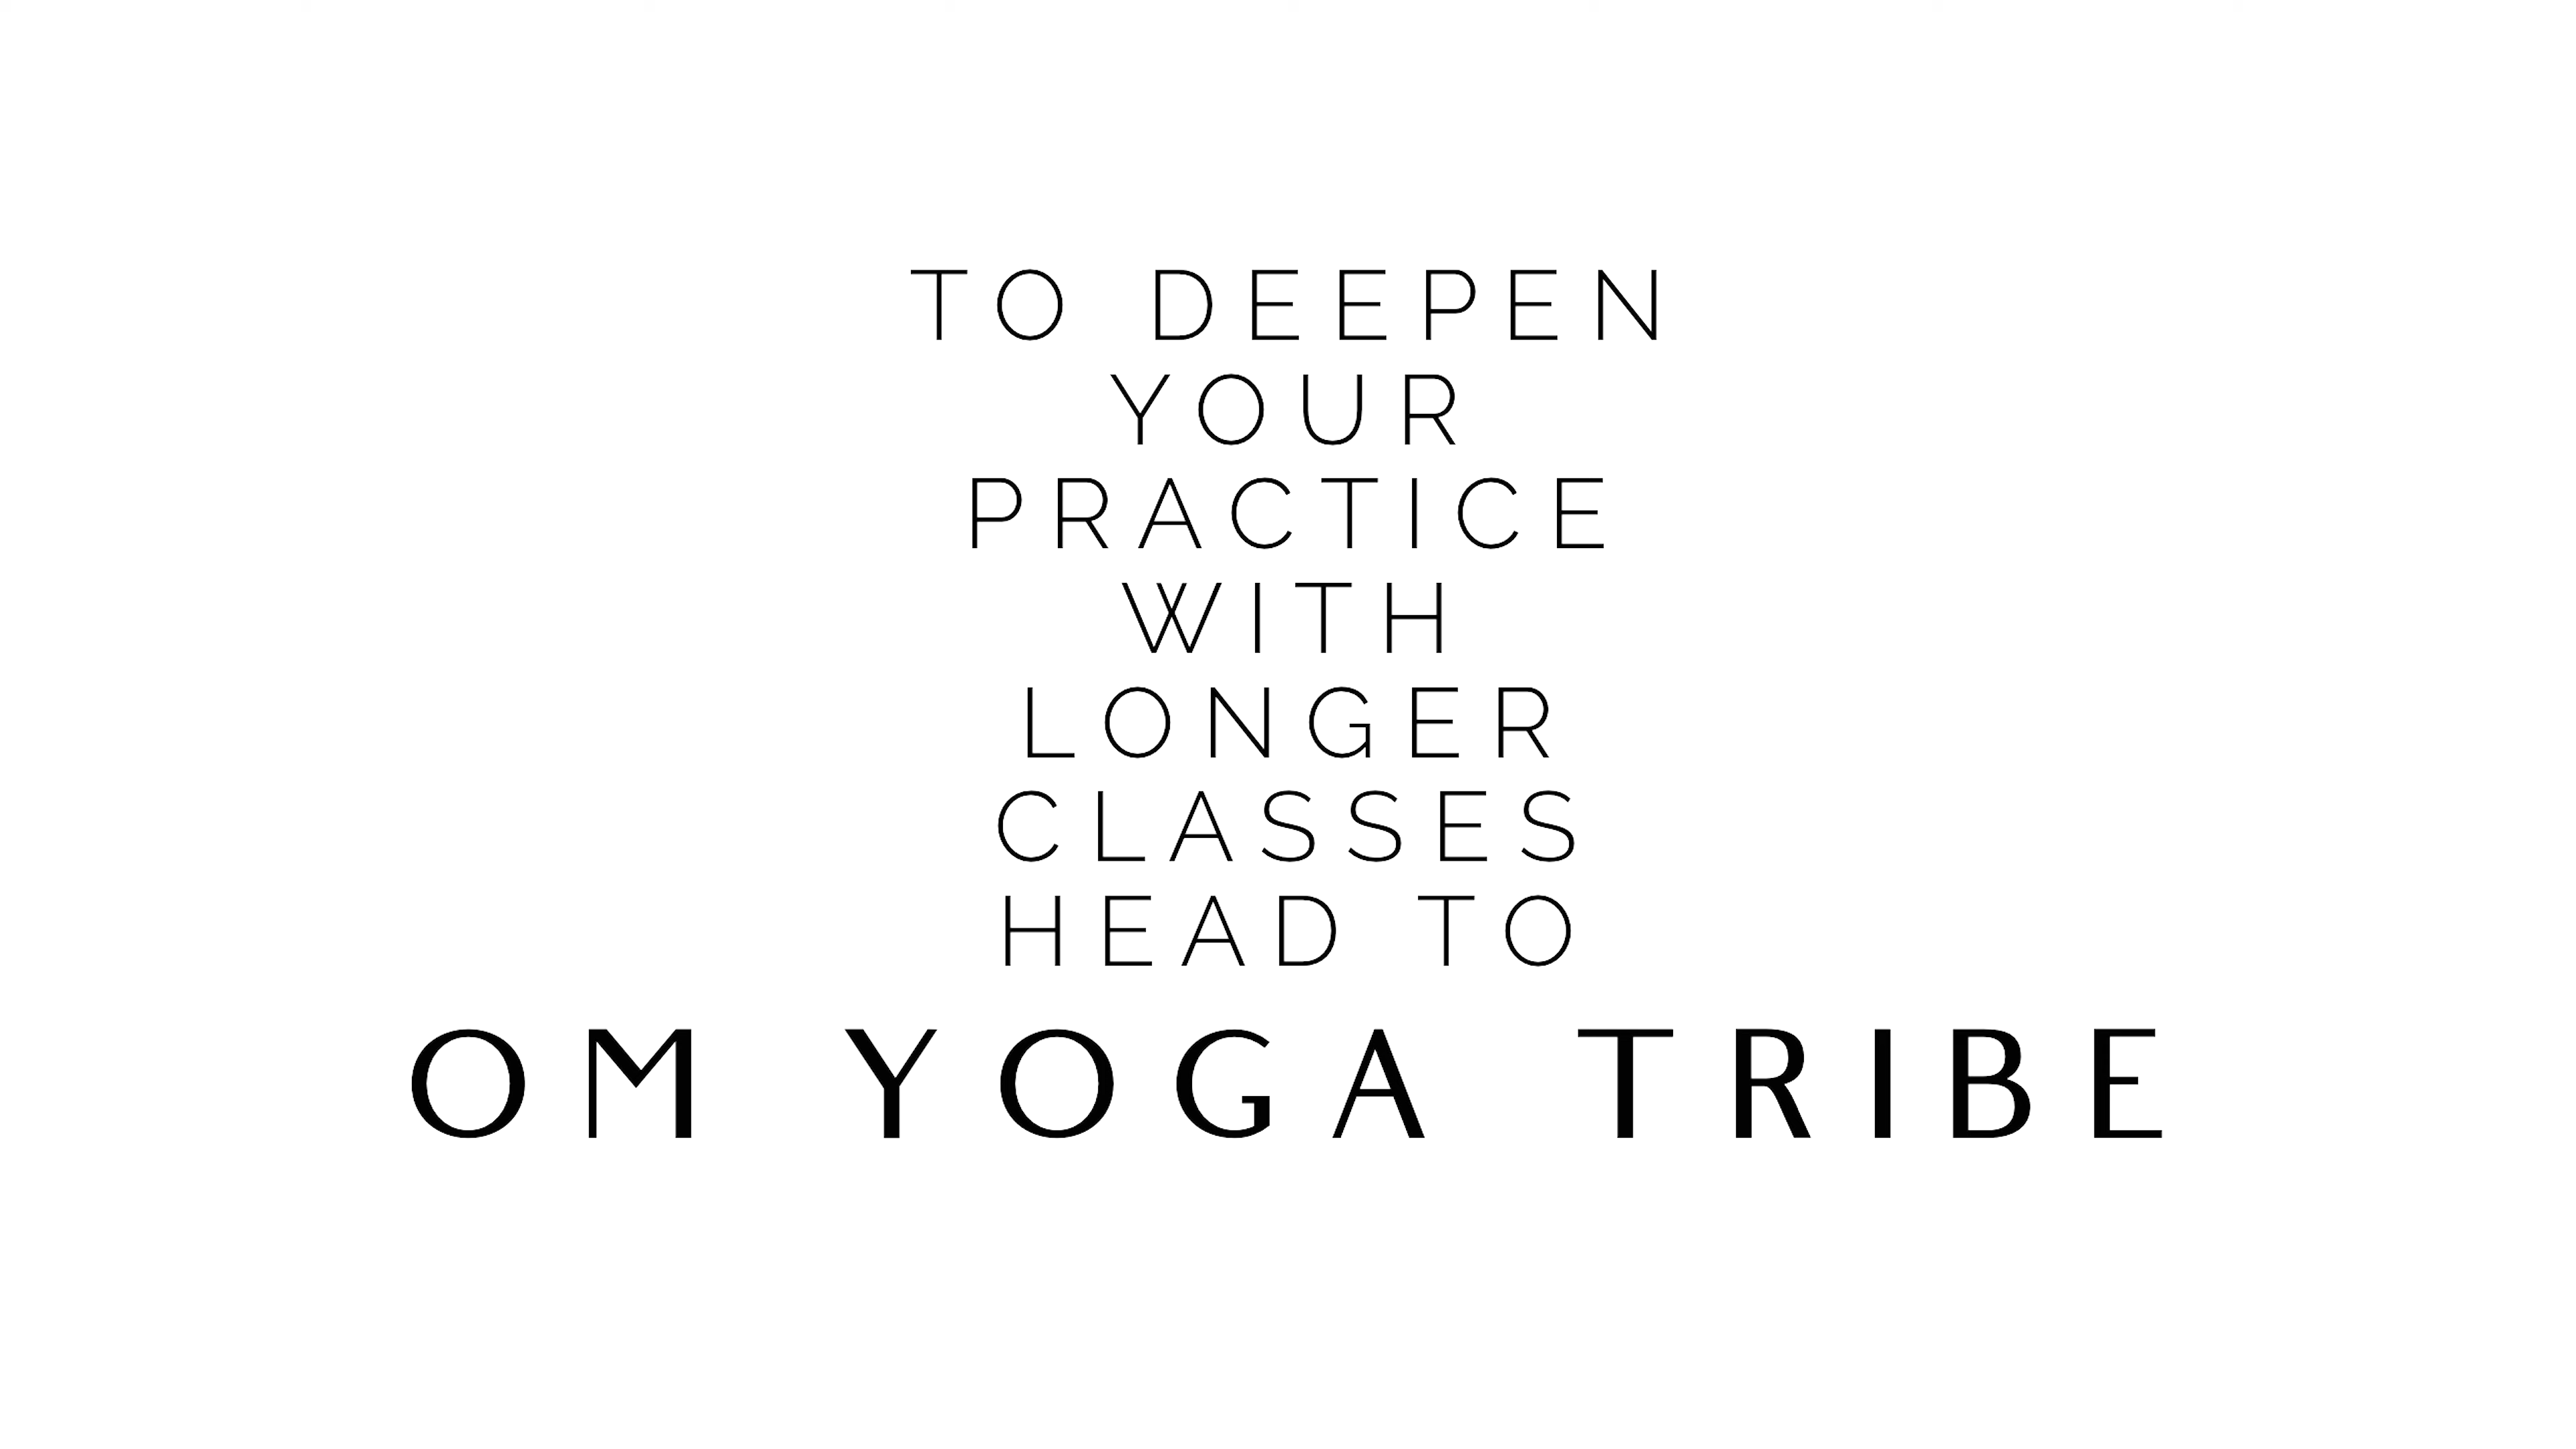 TO DEEPEN
YOUR
PRACTICE
WITH
LONGER
CLASSES
HEAD TO
OM YOGA TRIBE